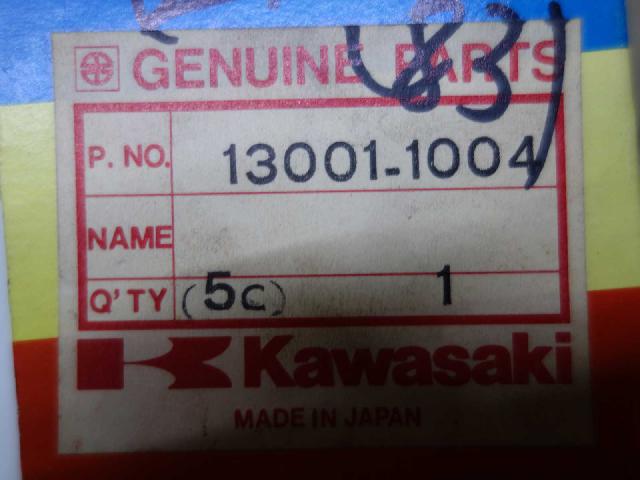 GENUINE PARTS
P. NO. 13001-1004
NAME
Q'TY (5C) 1
Kawasaki
MADE IN JAPAN